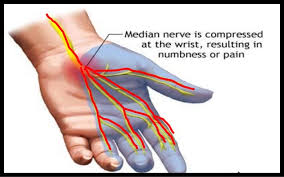 Median nerve is compressed
at the wrist, resulting in
numbness or pain